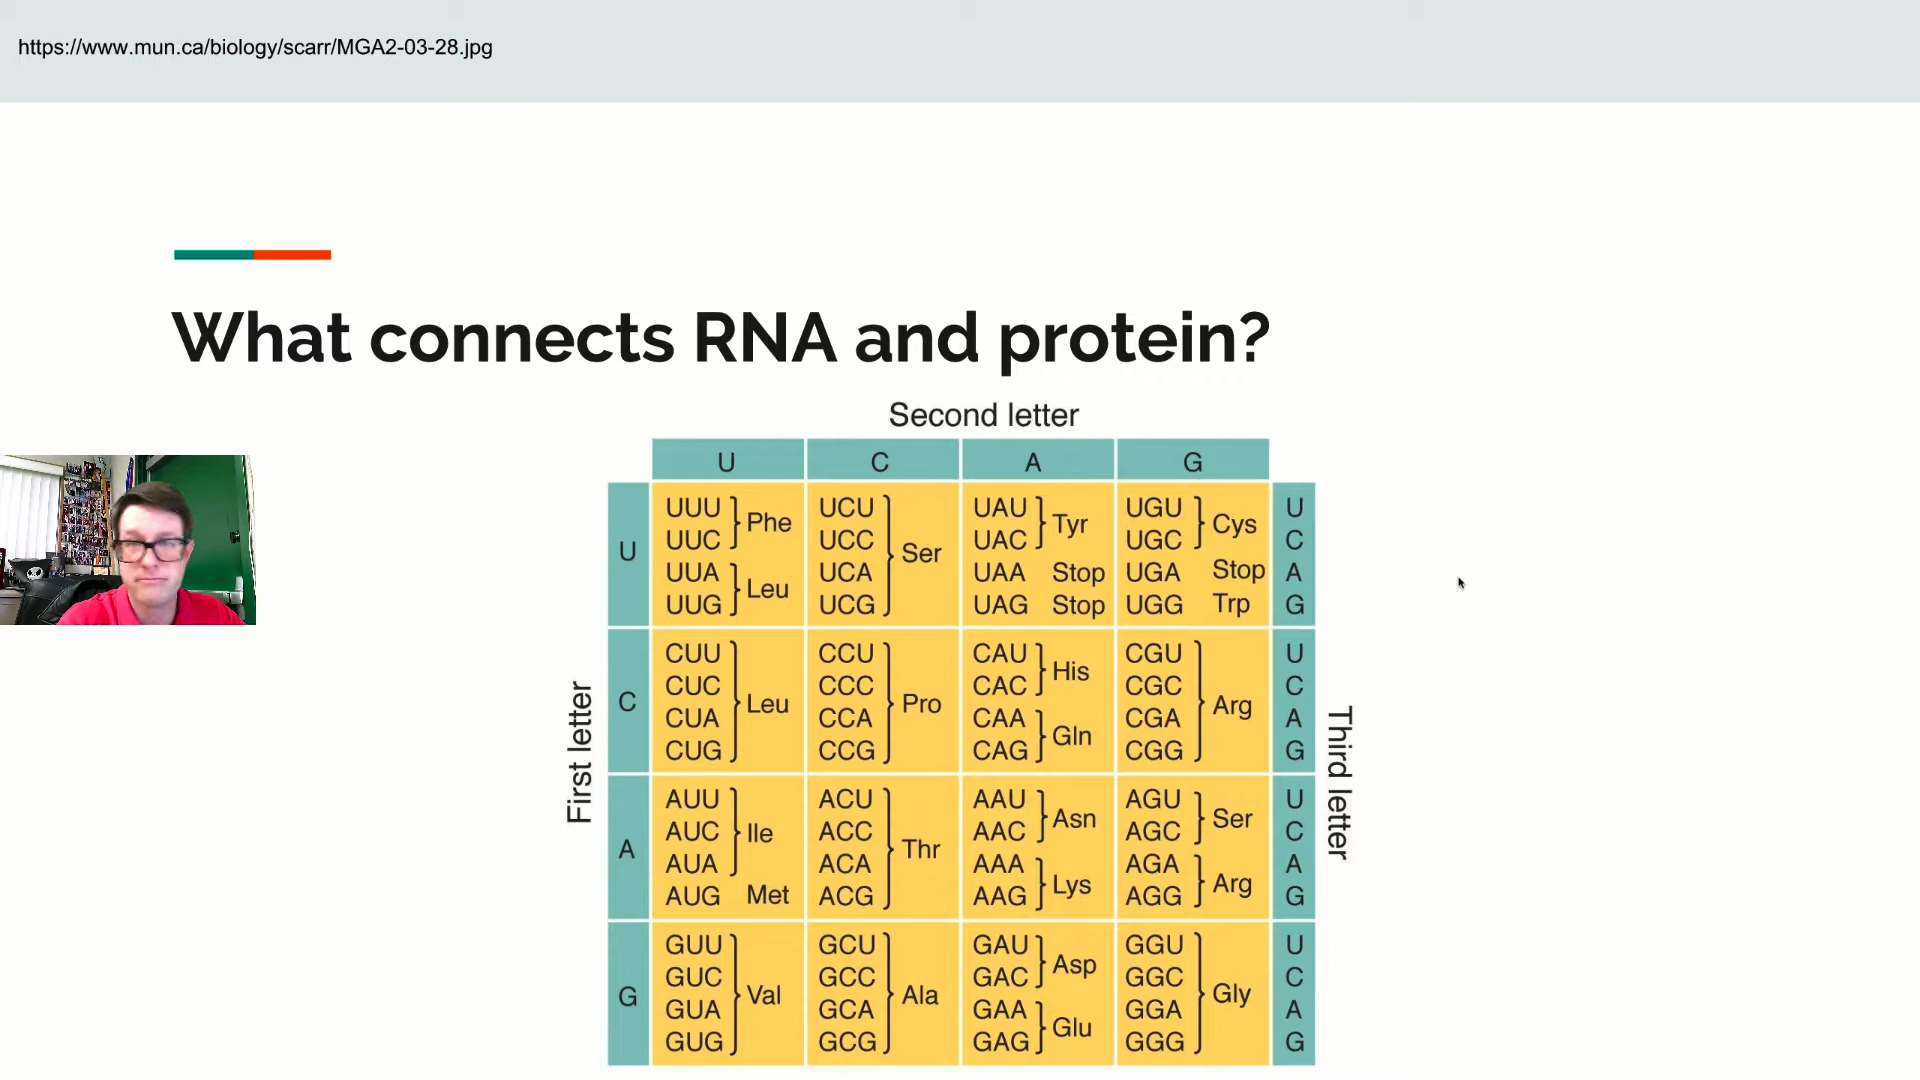 https://www.mun.ca/biology/scarr/MGA2-03-28.jpg
What connects RNA and protein?
Second letter
U C A G
First letter
Third letter
U
UUU Phe UCU Ser UAU Tyr UGU Cys U
UUC UCC UAC UGC C
UUA Leu UCA UAA Stop UGA Stop A
UUG UCG UAG Stop UGG Trp G
C
CUU Leu CCU Pro CAU His CGU Arg U
CUC CCC CAC CGC C
CUA CCA CAA Gln CGA A
CUG CCG CAG CGG G
A
AUU Ile ACU Thr AAU Asn AGU Ser U
AUC ACC AAC AGC C
AUA ACA AAA Lys AGA Arg A
AUG Met ACG AAG AGG G
G
GUU Val GCU Ala GAU Asp GGU Gly U
GUC GCC GAC GGC C
GUA GCA GAA Glu GGA A
GUG GCG GAG GGG G